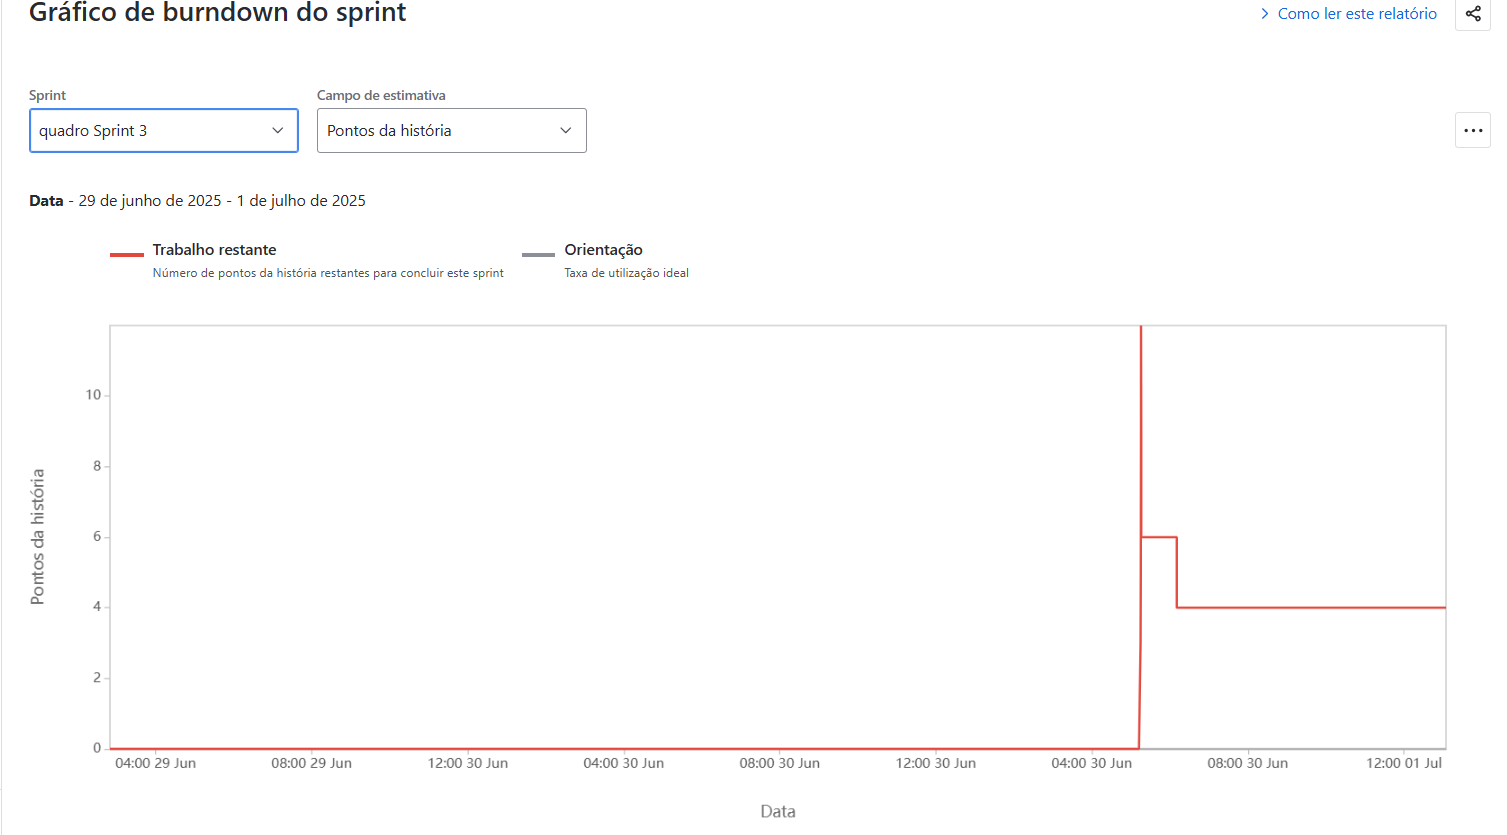 Gráfico de burndown do sprint
Como ler este relatório
Sprint
Campo de estimativa
quadro Sprint 3
Pontos da história
Data - 29 de junho de 2025 - 1 de julho de 2025
Trabalho restante
Número de pontos da história restantes para concluir este sprint
Orientação
Taxa de utilização ideal
Pontos da história
10
8
6
4
2
0
04:00 29 Jun
08:00 29 Jun
12:00 30 Jun
04:00 30 Jun
08:00 30 Jun
12:00 30 Jun
04:00 30 Jun
08:00 30 Jun
12:00 01 Jul
Data